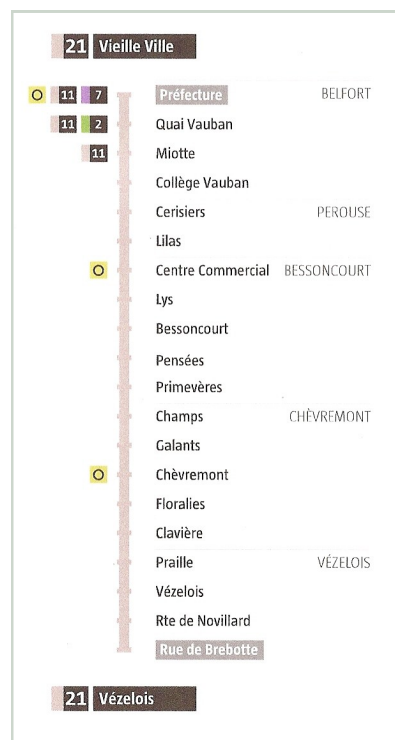 21 Vieille Ville
O 11 7 Préfecture BELFORT
11 2 Quai Vauban
11 Miotte
Collège Vauban
Cerisiers PEROUSE
Lilas
O Centre Commercial BESSONCOURT
Lys
Bessoncourt
Pensées
Primevères
Champs CHÈVREMONT
Galants
O Chèvremont
Floralies
Clavière
Praille VÉZELOIS
Vézelois
Rte de Novillard
Rue de Brebotte
21 Vézelois